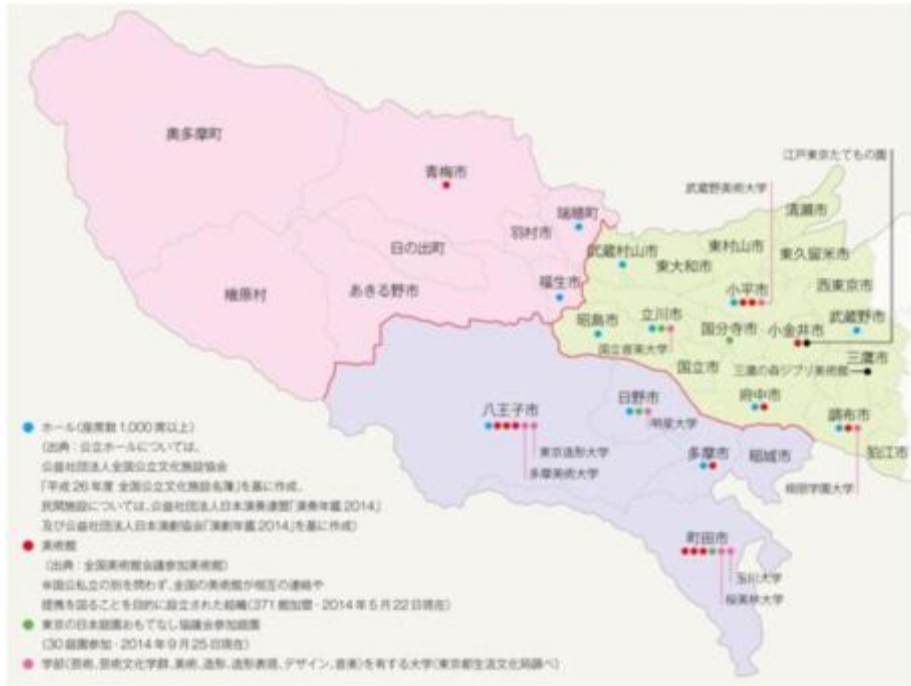 奥多摩町
江戸東京たてもの園
青梅市
武蔵野美術大学
清瀬市
瑞穂町
羽村市
武蔵村山市
東村山市
東久留米市
日の出町
東大和市
西東京市
檜原村
あきる野市
福生市
小平市
昭島市
立川市
国分寺市
小金井市
武蔵野市
国立音楽大学
国立市
三鷹市
三鷹の森ジブリ美術館
八王子市
日野市
府中市
調布市
明星大学
東京造形大学
多摩美術大学
多摩市
稲城市
狛江市
桐朋学園大学
町田市
玉川大学
桜美林大学
ホール(座席数1,000席以上)
(出典:公立ホールについては、
公益社団法人全国公立文化施設協会
「平成26年度 全国公立文化施設名簿」を基に作成、
民間施設については、公益社団法人日本演奏連盟「演奏年鑑2014」
及び公益社団法人日本演劇協会「演劇年鑑2014」を基に作成)
美術館
(出典:全国美術館会議参加美術館)
※国公私立の別を問わず、全国の美術館が相互の連絡や
提携を図ることを目的に設立された組織(371館加盟・2014年5月22日現在)
東京の日本庭園おもてなし協議会参加庭園
(30庭園参加・2014年9月25日現在)
学部(芸術、芸術文化学群、美術、造形、造形表現、デザイン、音楽)を有する大学(東京都生活文化局調べ)